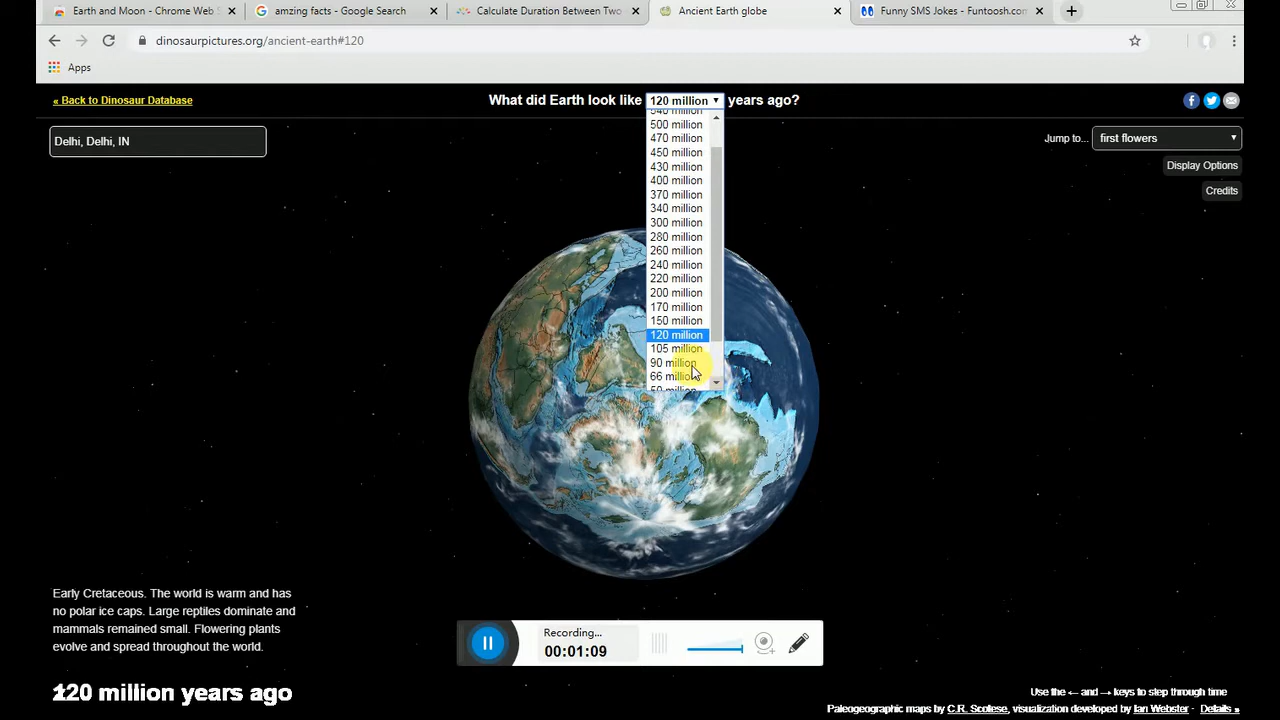 Earth and Moon - Chrome Web S
amzing facts - Google Search
Calculate Duration Between Two
Ancient Earth globe
Funny SMS Jokes - Funtoosh.com
dinosaurpictures.org/ancient-earth#120
Apps
« Back to Dinosaur Database
What did Earth look like 120 million years ago?
Delhi, Delhi, IN
Jump to... first flowers
Display Options
Credits
540 million
500 million
470 million
450 million
430 million
400 million
370 million
340 million
300 million
280 million
260 million
240 million
220 million
200 million
170 million
150 million
120 million
105 million
90 million
66 million
50 million
Early Cretaceous. The world is warm and has
no polar ice caps. Large reptiles dominate and
mammals remained small. Flowering plants
evolve and spread throughout the world.
Recording...
00:01:09
120 million years ago
Use the ← and → keys to step through time
Paleogeographic maps by C.R. Scotese, visualization developed by Ian Webster - Details »